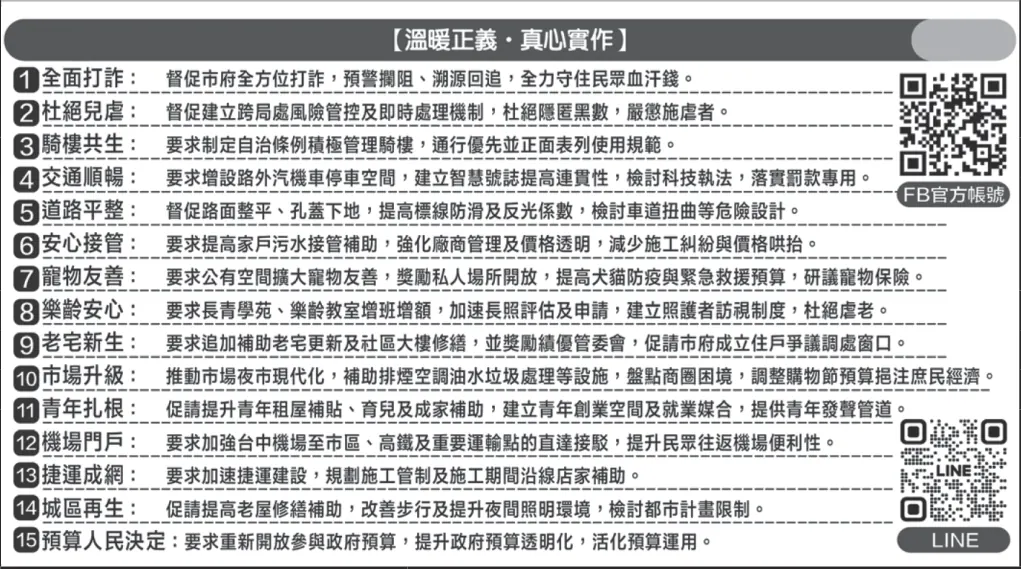 【溫暖正義・真心實作】
1 全面打詐：督促市府全方位打詐，預警攔阻、溯源回追，全力守住民眾血汗錢。
2 杜絕兒虐：督促建立跨局處風險管控及即時處理機制，杜絕隱匿黑數，嚴懲施虐者。
3 騎樓共生：要求制定自治條例積極管理騎樓，通行優先並正面表列使用規範。
4 交通順暢：要求增設路外汽機車停車空間，建立智慧號誌提高連貫性，檢討科技執法，落實罰款專用。
FB官方帳號
5 道路平整：督促路面整平、孔蓋下地，提高標線防滑及反光係數，檢討車道扭曲等危險設計。
6 安心接管：要求提高家戶污水接管補助，強化廠商管理及價格透明，減少施工糾紛與價格哄抬。
7 寵物友善：要求公有空間擴大寵物友善，獎勵私人場所開放，提高犬貓防疫與緊急救援預算，研議寵物保險。
8 樂齡安心：要求長青學苑、樂齡教室增班增額，加速長照評估及申請，建立照護者訪視制度，杜絕虐老。
9 老宅新生：要求追加補助老宅更新及社區大樓修繕，並獎勵績優管委會，促請市府成立住戶爭議調處窗口。
10 市場升級：推動市場夜市現代化，補助排煙空調油水垃圾處理等設施，盤點商圈困境，調整購物節預算挹注庶民經濟。
11 青年扎根：促請提升青年租屋補貼、育兒及成家補助，建立青年創業空間及就業媒合，提供青年發聲管道。
12 機場門戶：要求加強台中機場至市區、高鐵及重要運輸點的直達接駁，提升民眾往返機場便利性。
13 捷運成網：要求加速捷運建設，規劃施工管制及施工期間沿線店家補助。
LINE
14 城區再生：促請提高老屋修繕補助，改善步行及提升夜間照明環境，檢討都市計畫限制。
15 預算人民決定：要求重新開放參與政府預算，提升政府預算透明化，活化預算運用。
LINE